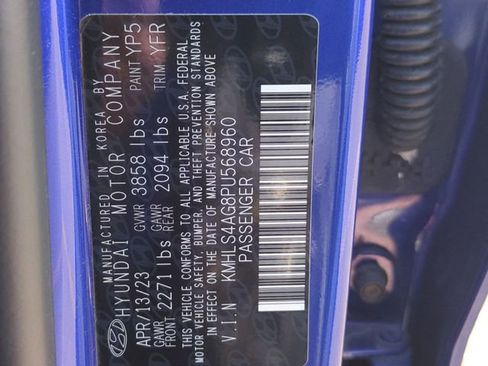 MANUFACTURED IN KOREA BY
HYUNDAI MOTOR COMPANY
APR/13/23 GVWR 3858 lbs PAINT YP5
GAWR FRONT 2271 lbs GAWR REAR 2094 lbs TRIM YFR
THIS VEHICLE CONFORMS TO ALL APPLICABLE U.S.A. FEDERAL
MOTOR VEHICLE SAFETY, BUMPER, AND THEFT PREVENTION STANDARDS
IN EFFECT ON THE DATE OF MANUFACTURE SHOWN ABOVE
V.I.N KMHLS4AG8PU568960
PASSENGER CAR